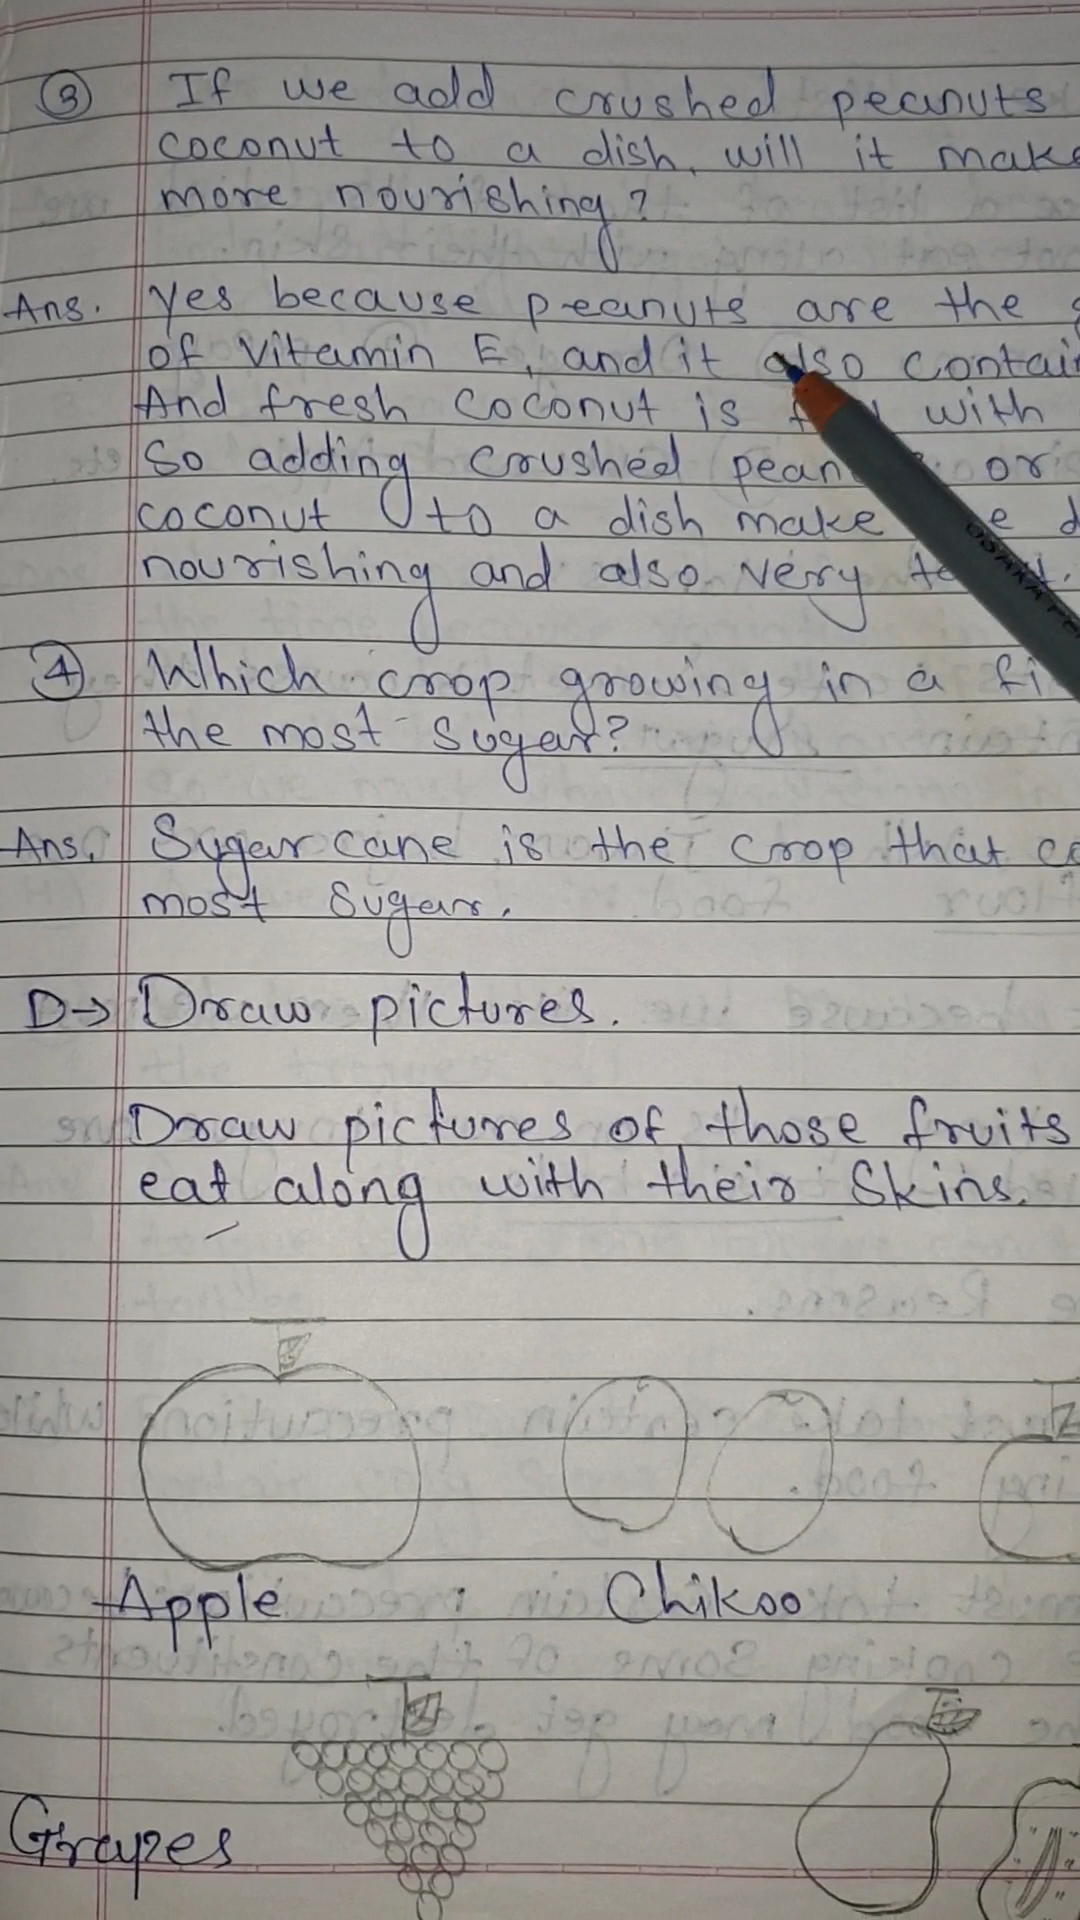 3 If we add crushed peanuts
coconut to a dish, will it make
more nourishing?
Ans. Yes because peanuts are the
of Vitamin E, and it also contain
And fresh coconut is with
So adding crushed or
coconut to a dish make
nourishing and also very
4 Which crop growing in a
the most sugar?
Ans. Sugarcane is the crop that
most sugar.
D→ Draw pictures.
Draw pictures of those fruits
eat along with their skins.
Apple Chikoo
Grapes